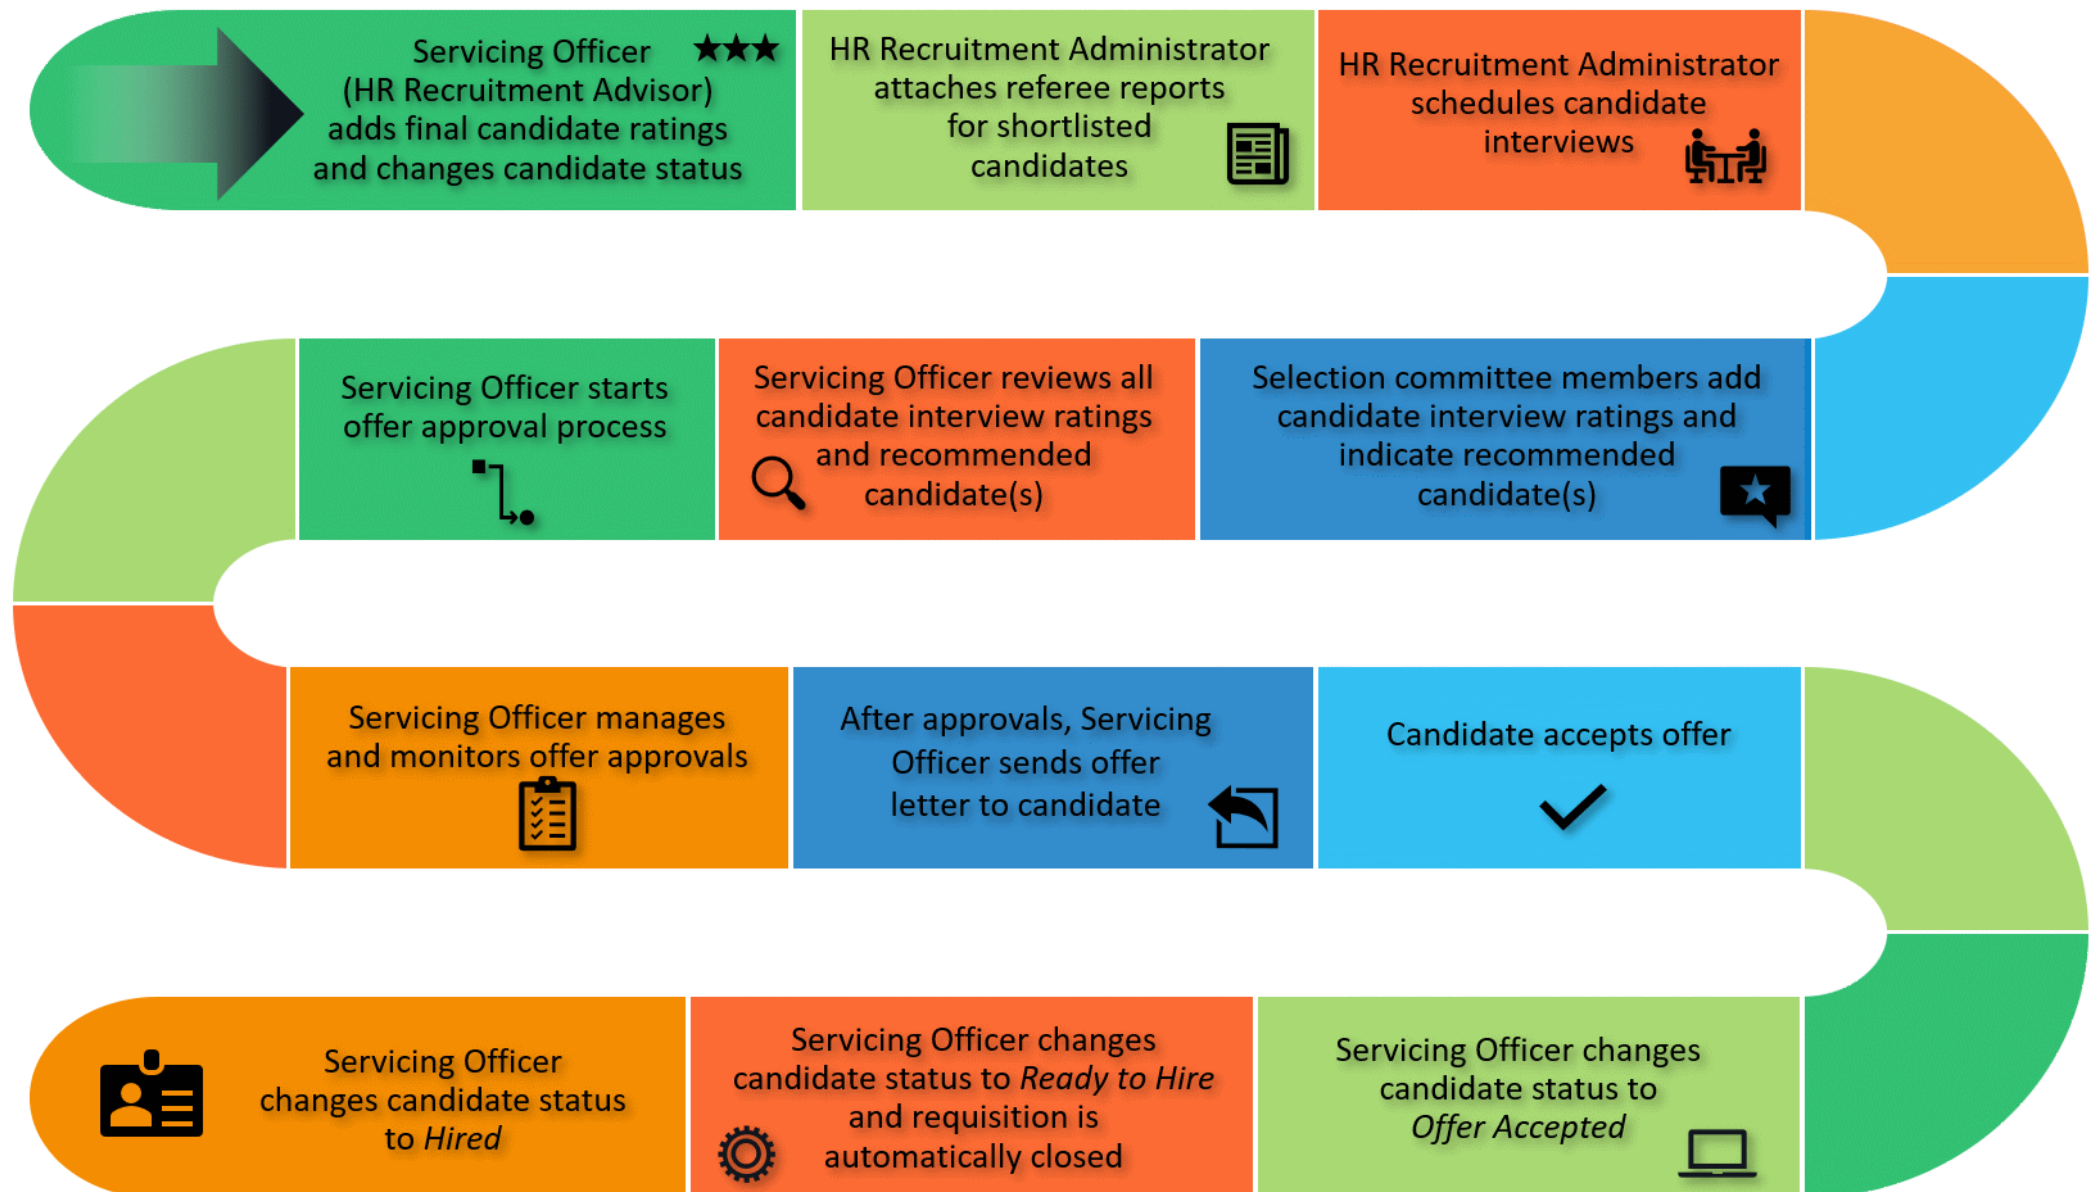 Servicing Officer
(HR Recruitment Advisor)
adds final candidate ratings
and changes candidate status
HR Recruitment Administrator
attaches referee reports
for shortlisted
candidates
HR Recruitment Administrator
schedules candidate
interviews
Selection committee members add
candidate interview ratings and
indicate recommended
candidate(s)
Servicing Officer reviews all
candidate interview ratings
and recommended
candidate(s)
Servicing Officer starts
offer approval process
Servicing Officer manages
and monitors offer approvals
After approvals, Servicing
Officer sends offer
letter to candidate
Candidate accepts offer
Servicing Officer changes
candidate status to
Offer Accepted
Servicing Officer changes
candidate status to Ready to Hire
and requisition is
automatically closed
Servicing Officer
changes candidate status
to Hired